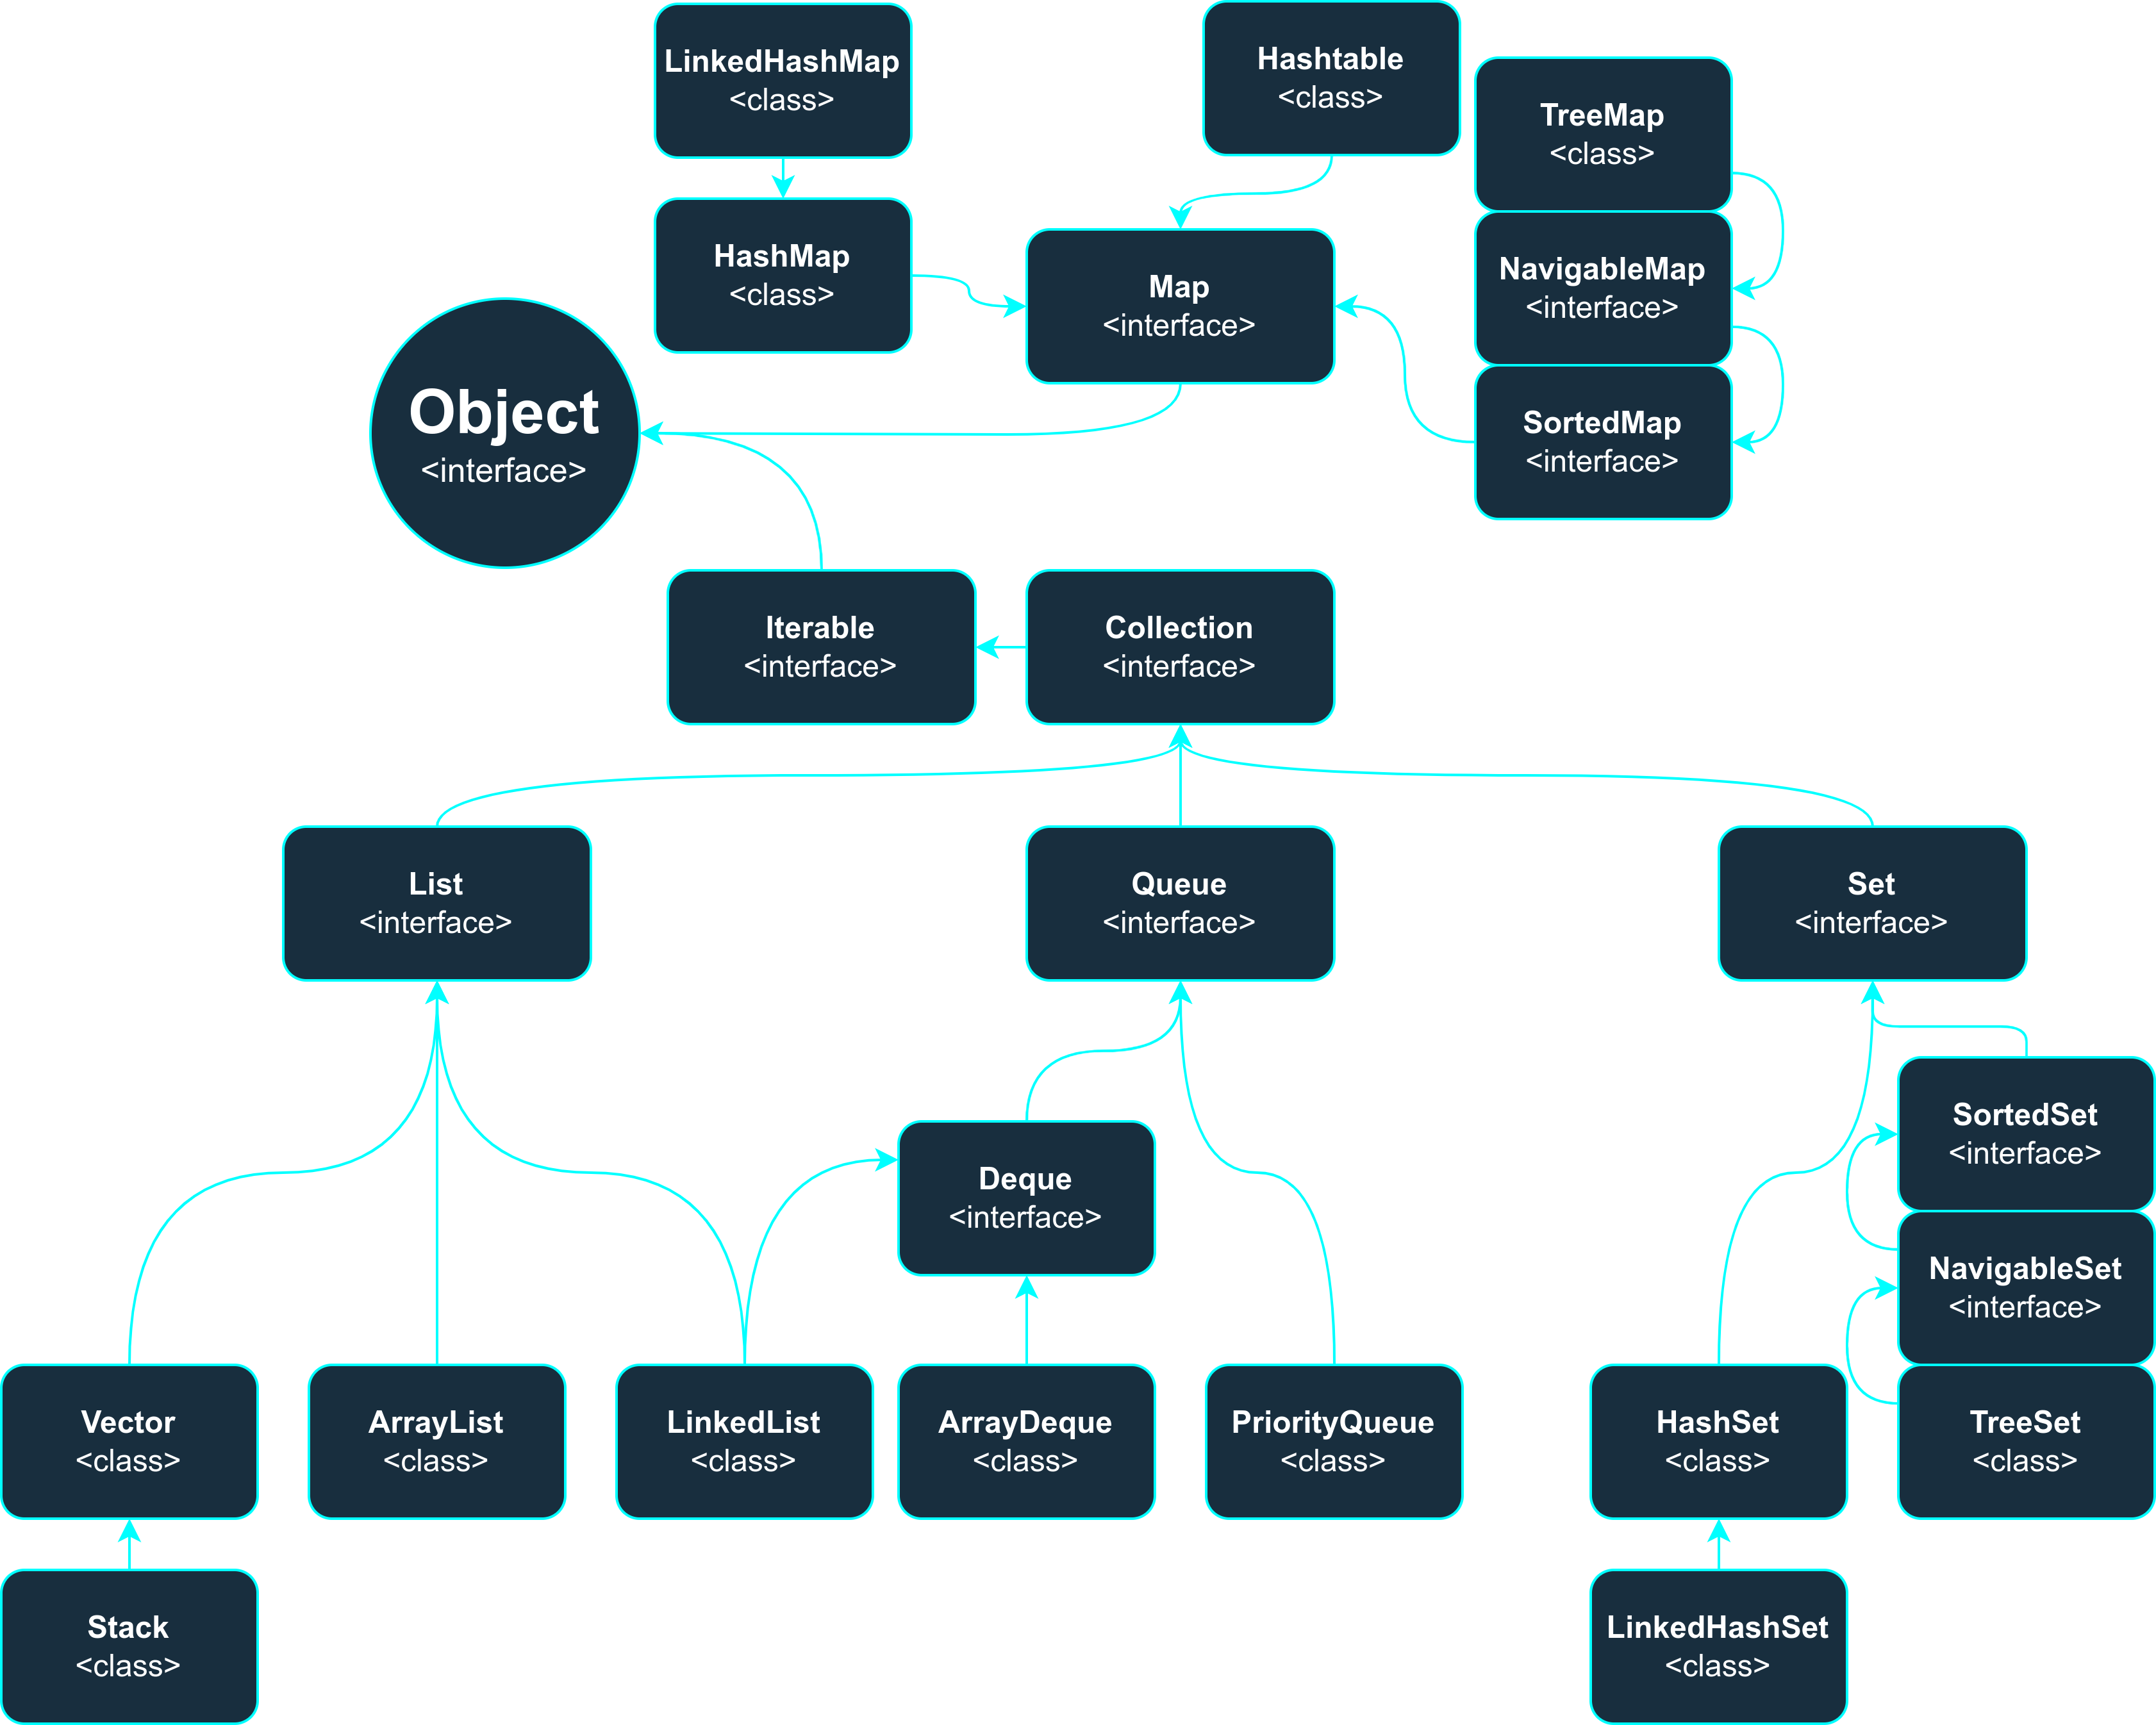 LinkedHashMap
<class>
Hashtable
<class>
TreeMap
<class>
HashMap
<class>
Map
<interface>
NavigableMap
<interface>
Object
<interface>
SortedMap
<interface>
Iterable
<interface>
Collection
<interface>
List
<interface>
Queue
<interface>
Set
<interface>
Deque
<interface>
SortedSet
<interface>
NavigableSet
<interface>
Vector
<class>
ArrayList
<class>
LinkedList
<class>
ArrayDeque
<class>
PriorityQueue
<class>
HashSet
<class>
TreeSet
<class>
Stack
<class>
LinkedHashSet
<class>